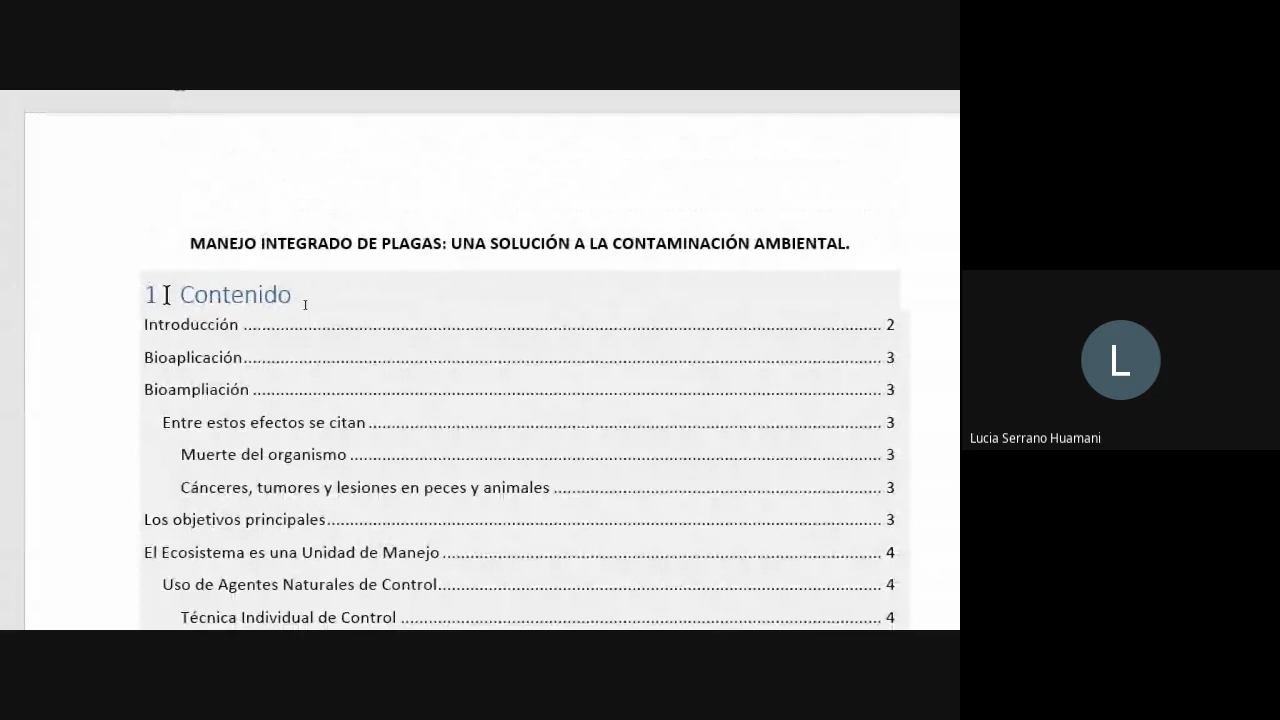 MANEJO INTEGRADO DE PLAGAS: UNA SOLUCIÓN A LA CONTAMINACIÓN AMBIENTAL.
1 Contenido
Introducción ........ 2
Bioaplicación ........ 3
Bioampliación ........ 3
Entre estos efectos se citan ........ 3
Muerte del organismo ........ 3
Cánceres, tumores y lesiones en peces y animales ........ 3
Los objetivos principales ........ 3
El Ecosistema es una Unidad de Manejo ........ 4
Uso de Agentes Naturales de Control ........ 4
Técnica Individual de Control ........ 4
L
Lucia Serrano Huamani